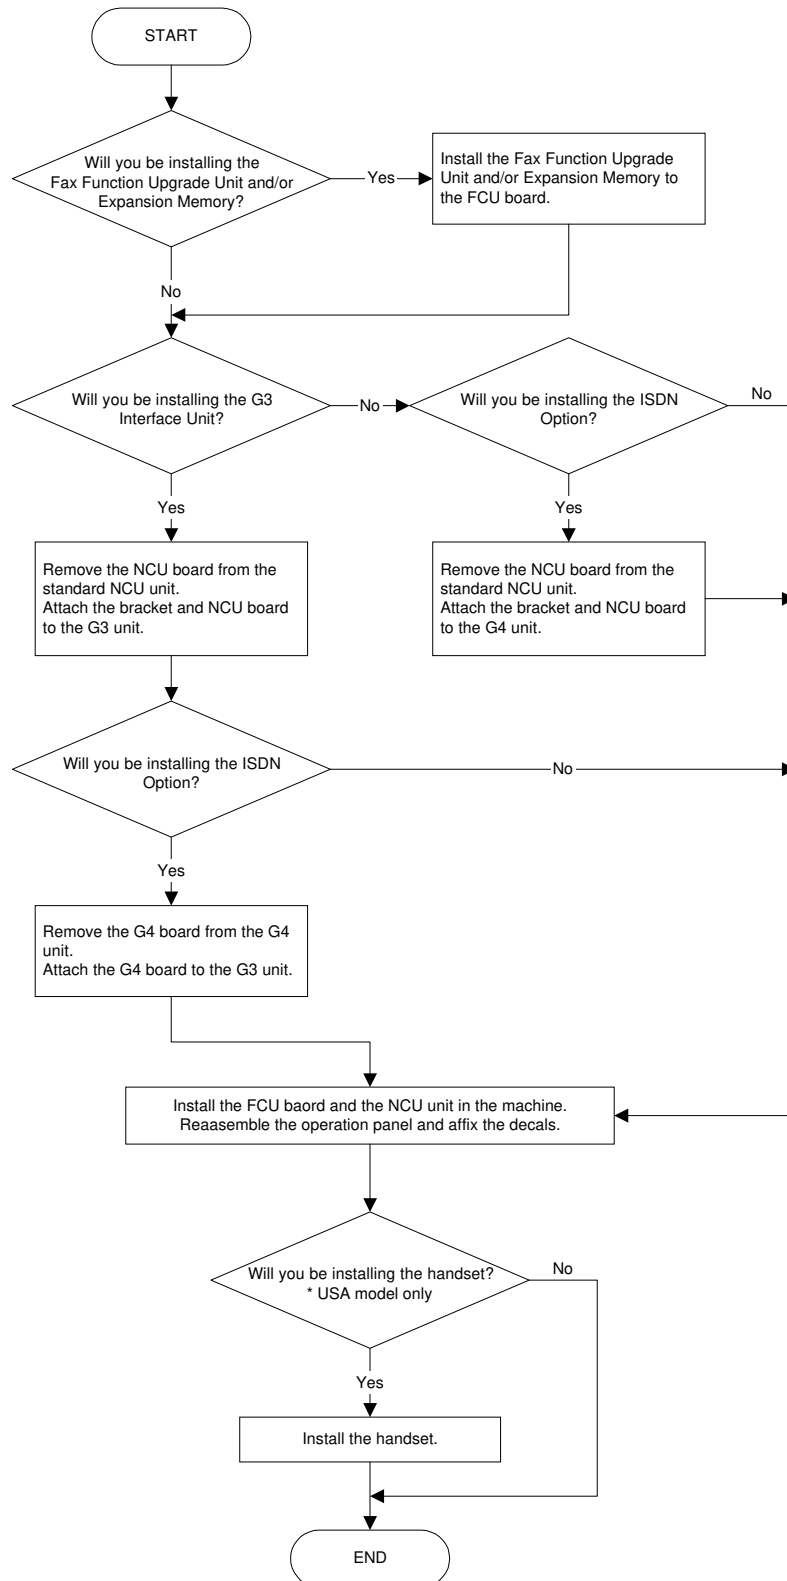 START
Will you be installing the
Fax Function Upgrade Unit and/or
Expansion Memory?
Yes
Install the Fax Function Upgrade
Unit and/or Expansion Memory to
the FCU board.
No
Will you be installing the G3
Interface Unit?
No
Will you be installing the ISDN
Option?
No
Yes
Yes
Remove the NCU board from the
standard NCU unit.
Attach the bracket and NCU board
to the G3 unit.
Remove the NCU board from the
standard NCU unit.
Attach the bracket and NCU board
to the G4 unit.
Will you be installing the ISDN
Option?
No
Yes
Remove the G4 board from the G4
unit.
Attach the G4 board to the G3 unit.
Install the FCU baord and the NCU unit in the machine.
Reaasemble the operation panel and affix the decals.
Will you be installing the handset?
* USA model only
No
Yes
Install the handset.
END